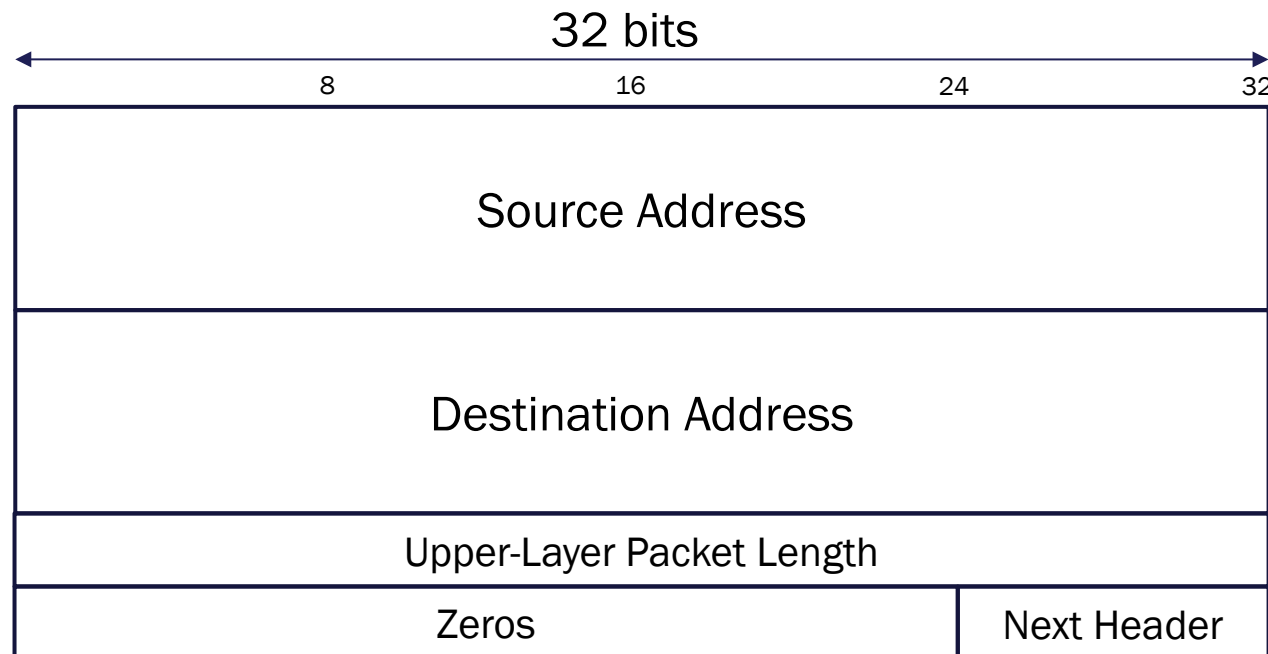 32 bits
8 16 24 32
Source Address
Destination Address
Upper-Layer Packet Length
Zeros Next Header